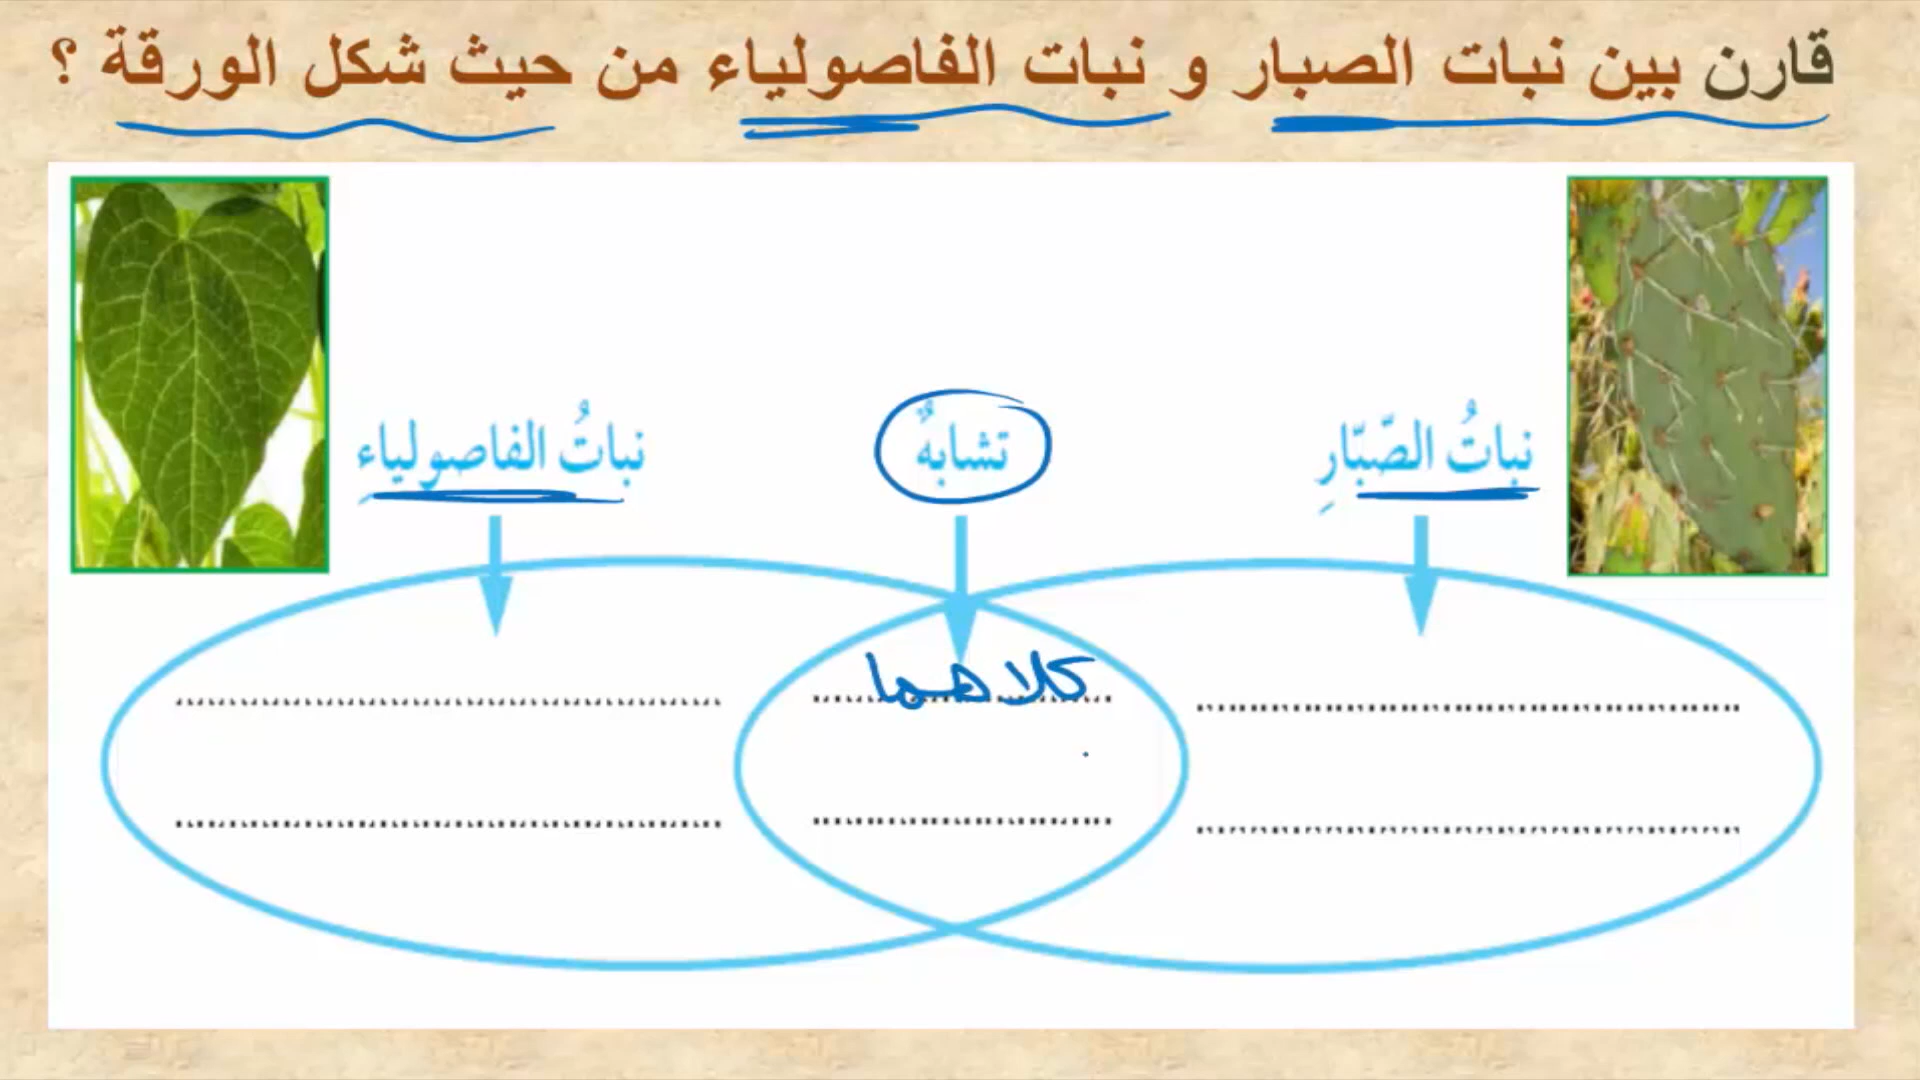 قارن بين نبات الصبار و نبات الفاصولياء من حيث شكل الورقة ؟
نباتُ الصَّبّارِ
تشابهٌ
نباتُ الفاصولياءِ
كلاهما